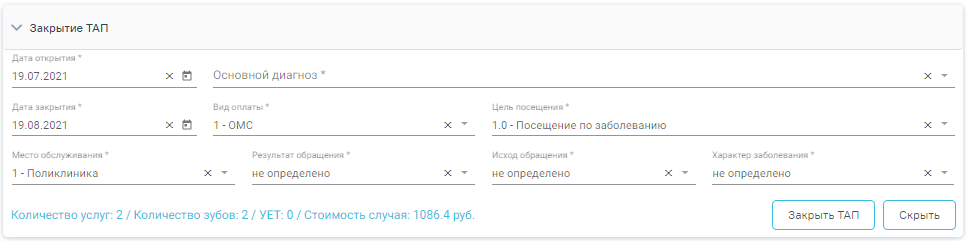 Закрытие ТАП
Дата открытия *
19.07.2021
Основной диагноз *
Дата закрытия *
19.08.2021
Вид оплаты *
1 - ОМС
Цель посещения *
1.0 - Посещение по заболеванию
Место обслуживания *
1 - Поликлиника
Результат обращения *
не определено
Исход обращения *
не определено
Характер заболевания *
не определено
Количество услуг: 2 / Количество зубов: 2 / УЕТ: 0 / Стоимость случая: 1086.4 руб.
Закрыть ТАП
Скрыть